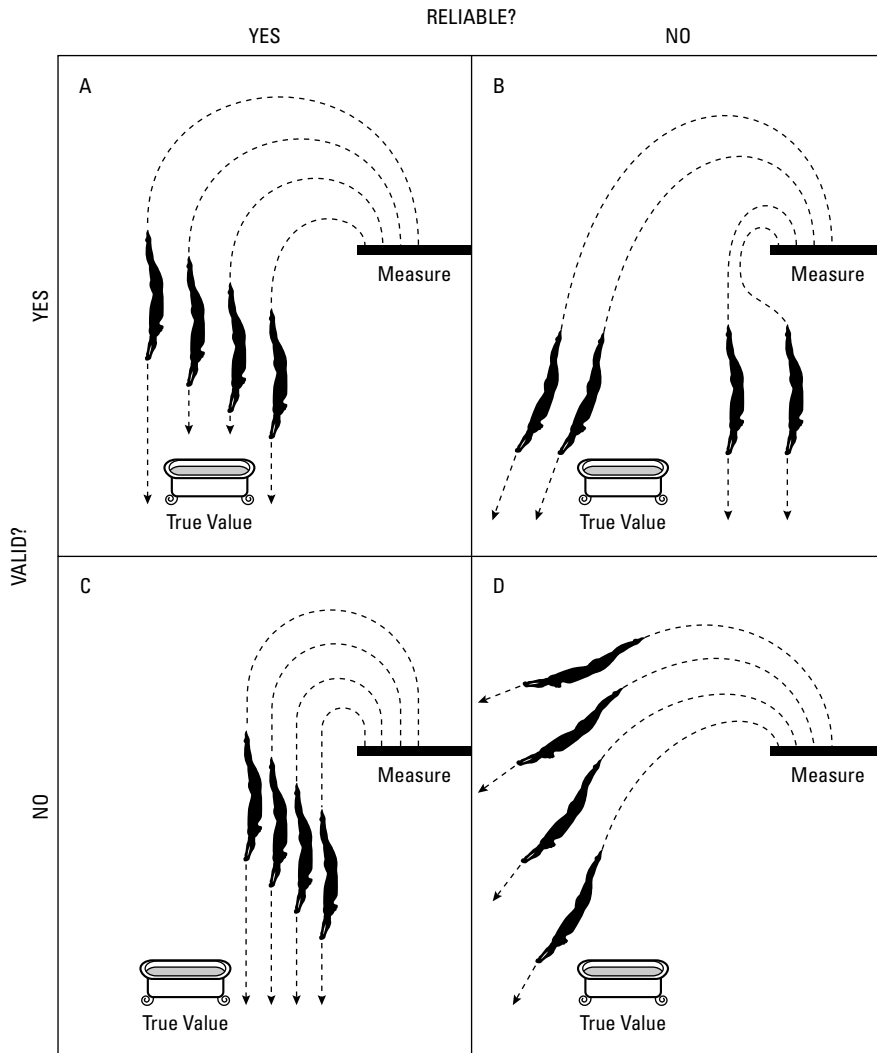 RELIABLE?
YES
NO
VALID?
YES
A
Measure
True Value
B
Measure
True Value
NO
C
Measure
True Value
D
Measure
True Value